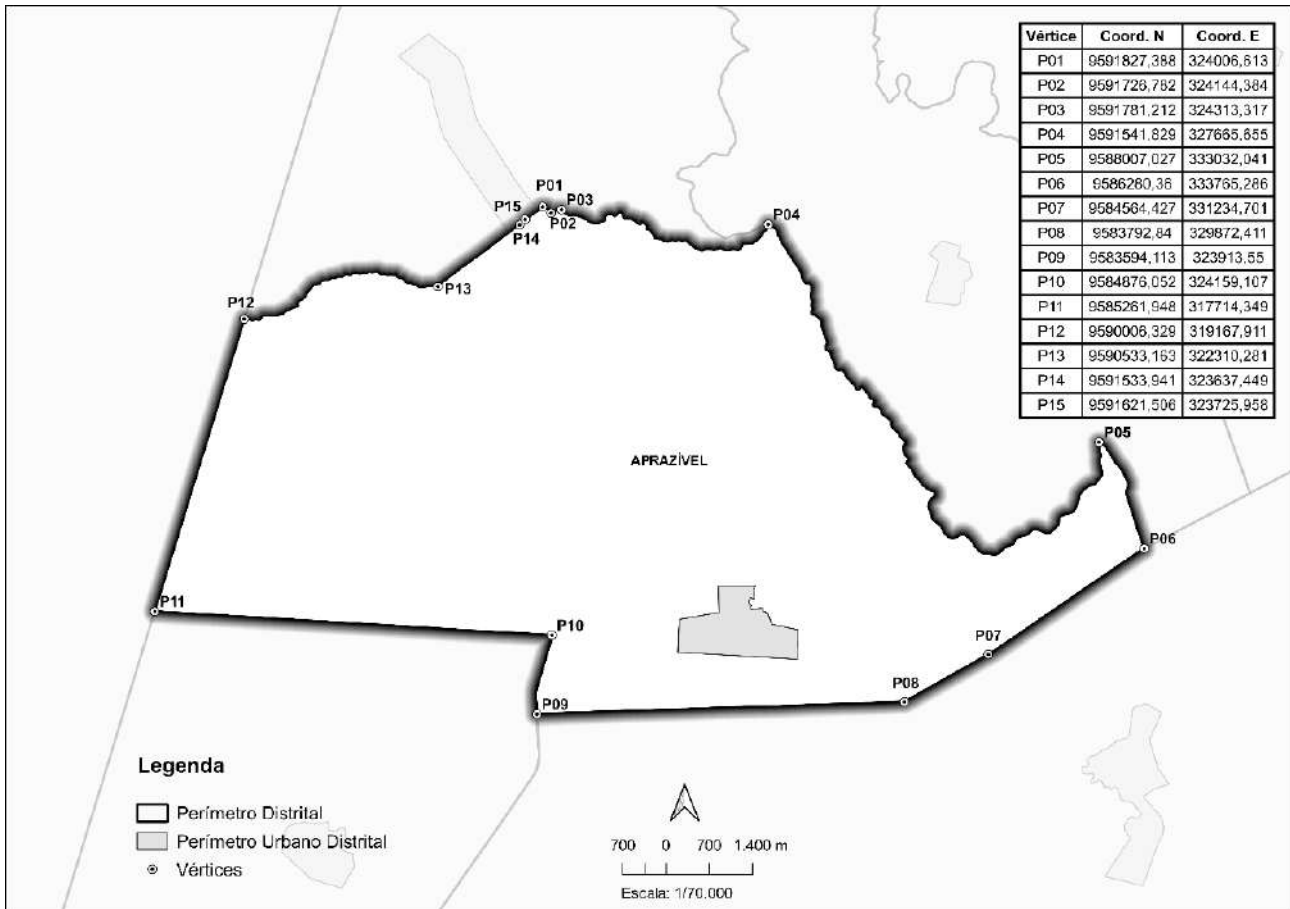 Vértice Coord. N Coord. E
P01 9591827,388 324006,613
P02 9591726,782 324144,384
P03 9591781,212 324313,317
P04 9591541,829 327665,655
P05 9588007,027 333032,041
P06 9586280,36 333765,286
P07 9584564,427 331234,701
P08 9583792,84 329872,411
P09 9583594,113 323913,55
P10 9584876,052 324159,107
P11 9585261,948 317714,349
P12 9590006,329 319167,911
P13 9590533,163 322310,281
P14 9591533,941 323637,449
P15 9591621,506 323725,958
P01
P03
P15
P02
P04
P14
P13
P12
P05
APRAZÍVEL
P06
P11
P10
P07
P08
P09
Legenda
Perímetro Distrital
Perímetro Urbano Distrital
Vértices
700 0 700 1.400 m
Escala: 1/70.000